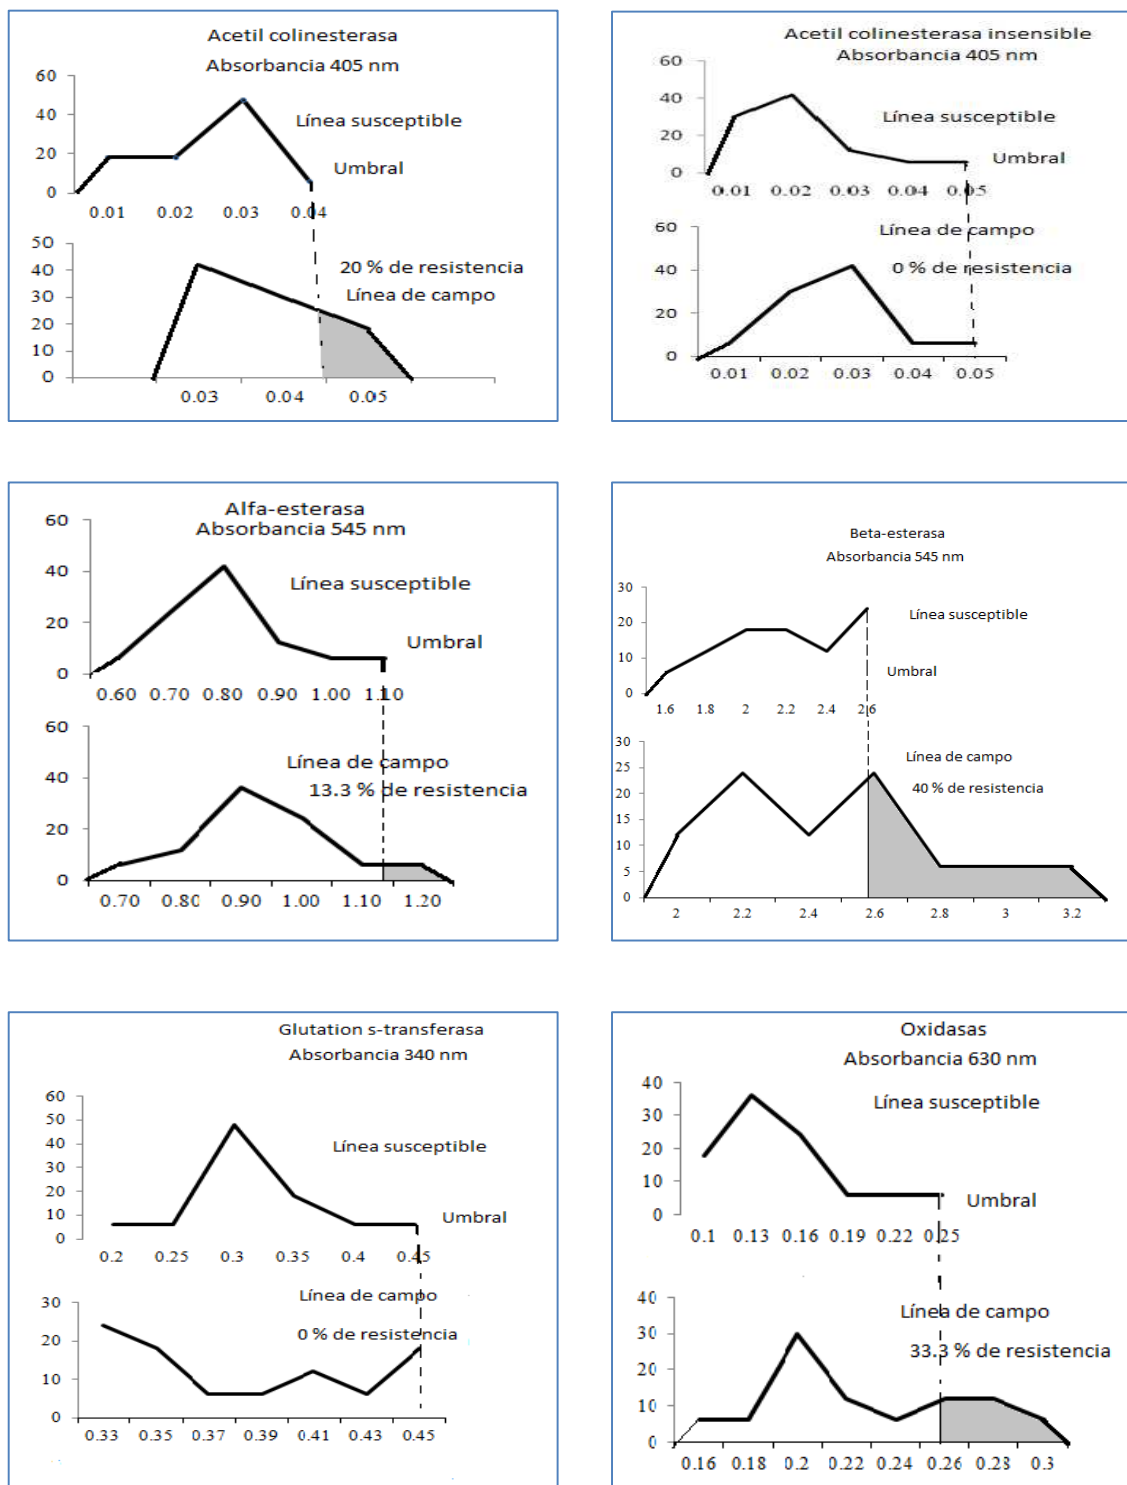 Acetil colinesterasa
Absorbancia 405 nm
60
40
20
0
Línea susceptible
Umbral
0.01 0.02 0.03 0.04
50
40
30
20
10
0
20 % de resistencia
Línea de campo
0.03 0.04 0.05
Acetil colinesterasa insensible
Absorbancia 405 nm
60
40
20
0
Línea susceptible
Umbral
0.01 0.02 0.03 0.04 0.05
60
40
20
0
Línea de campo
0 % de resistencia
0.01 0.02 0.03 0.04 0.05
Alfa-esterasa
Absorbancia 545 nm
60
40
20
0
Línea susceptible
Umbral
0.60 0.70 0.80 0.90 1.00 1.10
60
40
20
0
Línea de campo
13.3 % de resistencia
0.70 0.80 0.90 1.00 1.10 1.20
Beta-esterasa
Absorbancia 545 nm
30
20
10
0
Línea susceptible
Umbral
1.6 1.8 2 2.2 2.4 2.6
30
25
20
15
10
5
0
Línea de campo
40 % de resistencia
2 2.2 2.4 2.6 2.8 3 3.2
Glutation s-transferasa
Absorbancia 340 nm
60
50
40
30
20
10
0
Línea susceptible
Umbral
0.2 0.25 0.3 0.35 0.4 0.45
30
20
10
0
Línea de campo
0 % de resistencia
0.33 0.35 0.37 0.39 0.41 0.43 0.45
Oxidasas
Absorbancia 630 nm
40
30
20
10
0
Línea susceptible
Umbral
0.1 0.13 0.16 0.19 0.22 0.25
40
30
20
10
0
Línea de campo
33.3 % de resistencia
0.16 0.18 0.2 0.22 0.24 0.26 0.28 0.3